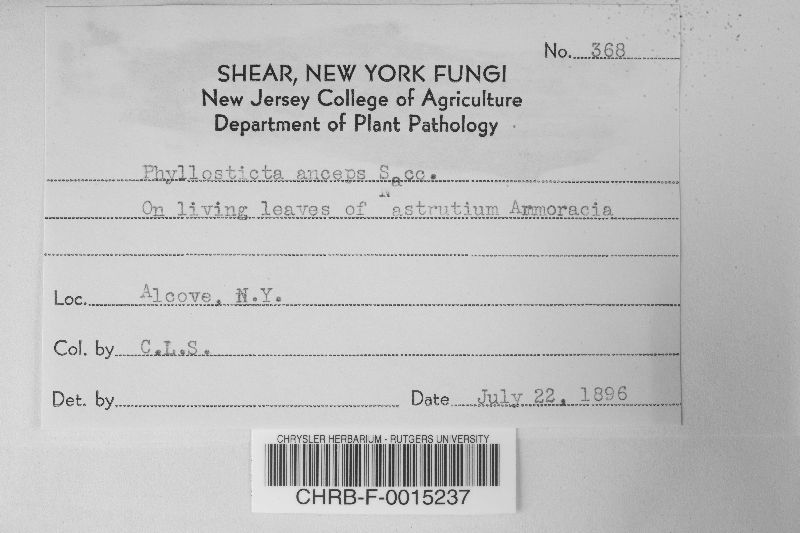 No. 368
SHEAR, NEW YORK FUNGI
New Jersey College of Agriculture
Department of Plant Pathology
Phyllosticta anceps Sacc.
On living leaves of Nastrutium Armoracia
Loc. Alcove, N.Y.
Col. by C.L.S.
Det. by
Date July 22, 1896
CHRYSLER HERBARIUM - RUTGERS UNIVERSITY
CHRB-F-0015237